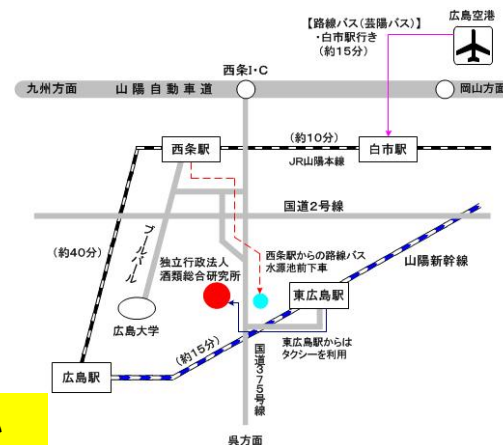 【路線バス(芸陽バス)】
・白市駅行き
(約15分)
広島空港
西条I・C
九州方面
山陽自動車道
岡山方面
(約10分)
西条駅
白市駅
JR山陽本線
国道2号線
(約40分)
ブールバール
独立行政法人
酒類総合研究所
西条駅からの路線バス
水源池前下車
山陽新幹線
東広島駅
広島大学
(約15分)
東広島駅からは
タクシーを利用
広島駅
国道375号線
呉方面